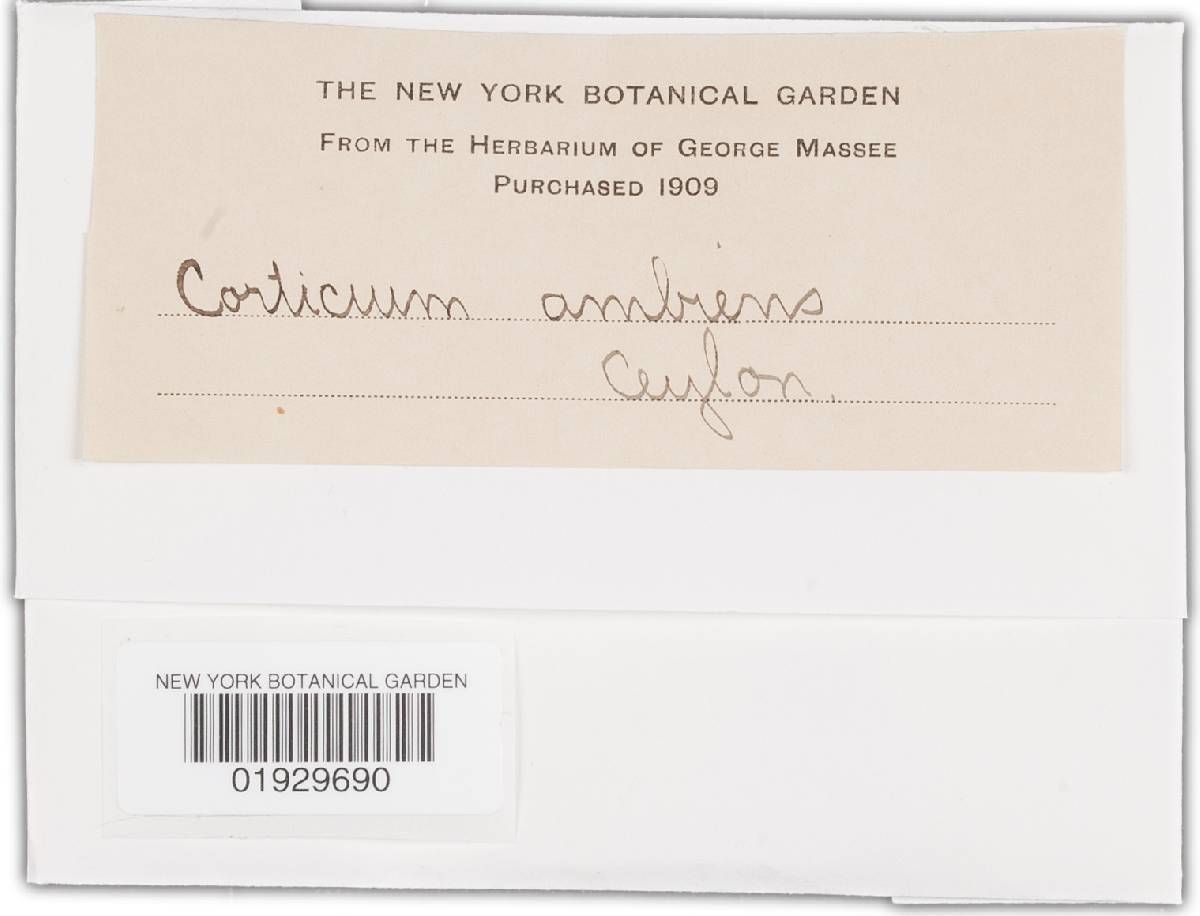 THE NEW YORK BOTANICAL GARDEN
FROM THE HERBARIUM OF GEORGE MASSEE
PURCHASED 1909
Corticium ambiens
Ceylon.
NEW YORK BOTANICAL GARDEN
01929690